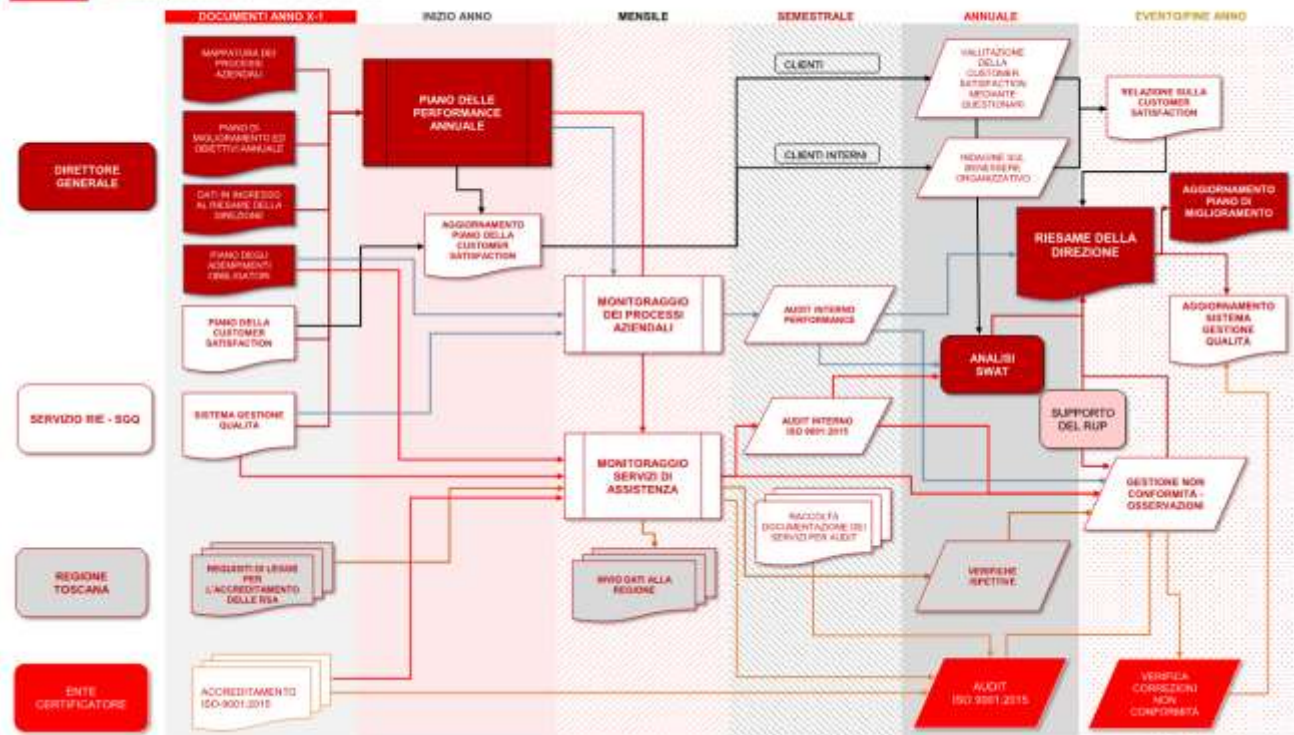 DOCUMENTI ANNO X-1
INIZIO ANNO
MENSILE
SEMESTRALE
ANNUALE
EVENTO/FINE ANNO
MAPPATURA DEI
PROCESSI
AZIENDALI
PIANO DI
MIGLIORAMENTO ED
OBIETTIVI ANNUALE
DATI IN INGRESSO
AL RIESAME DELLA
DIREZIONE
PIANO DEGLI
ADEMPIMENTI
OBBLIGATORI
PIANO DELLA
CUSTOMER
SATISFACTION
SISTEMA GESTIONE
QUALITÀ
REQUISITI DI LEGGE
PER
L'ACCREDITAMENTO
DELLE RSA
ACCREDITAMENTO
ISO-9001:2015
DIRETTORE
GENERALE
SERVIZIO RIE - SGQ
REGIONE
TOSCANA
ENTE
CERTIFICATORE
PIANO DELLE
PERFORMANCE
ANNUALE
AGGIORNAMENTO
PIANO DELLA
CUSTOMER
SATISFACTION
MONITORAGGIO
DEI PROCESSI
AZIENDALI
MONITORAGGIO
SERVIZI DI
ASSISTENZA
INVIO DATI ALLA
REGIONE
CLIENTI
CLIENTI INTERNI
AUDIT INTERNO
PERFORMANCE
AUDIT INTERNO
ISO 9001:2015
RACCOLTA
DOCUMENTAZIONE DEI
SERVIZI PER AUDIT
VALUTAZIONE
DELLA
CUSTOMER
SATISFACTION
MEDIANTE
QUESTIONARI
INDAGINE SUL
BENESSERE
ORGANIZZATIVO
ANALISI
SWAT
SUPPORTO
DEL RUP
VERIFICHE
ISPETTIVE
AUDIT
ISO 9001:2015
RELAZIONE SULLA
CUSTOMER
SATISFACTION
RIESAME DELLA
DIREZIONE
AGGIORNAMENTO
PIANO DI
MIGLIORAMENTO
AGGIORNAMENTO
SISTEMA
GESTIONE
QUALITÀ
GESTIONE NON
CONFORMITÀ -
OSSERVAZIONI
VERIFICA
CORREZIONI
NON
CONFORMITÀ